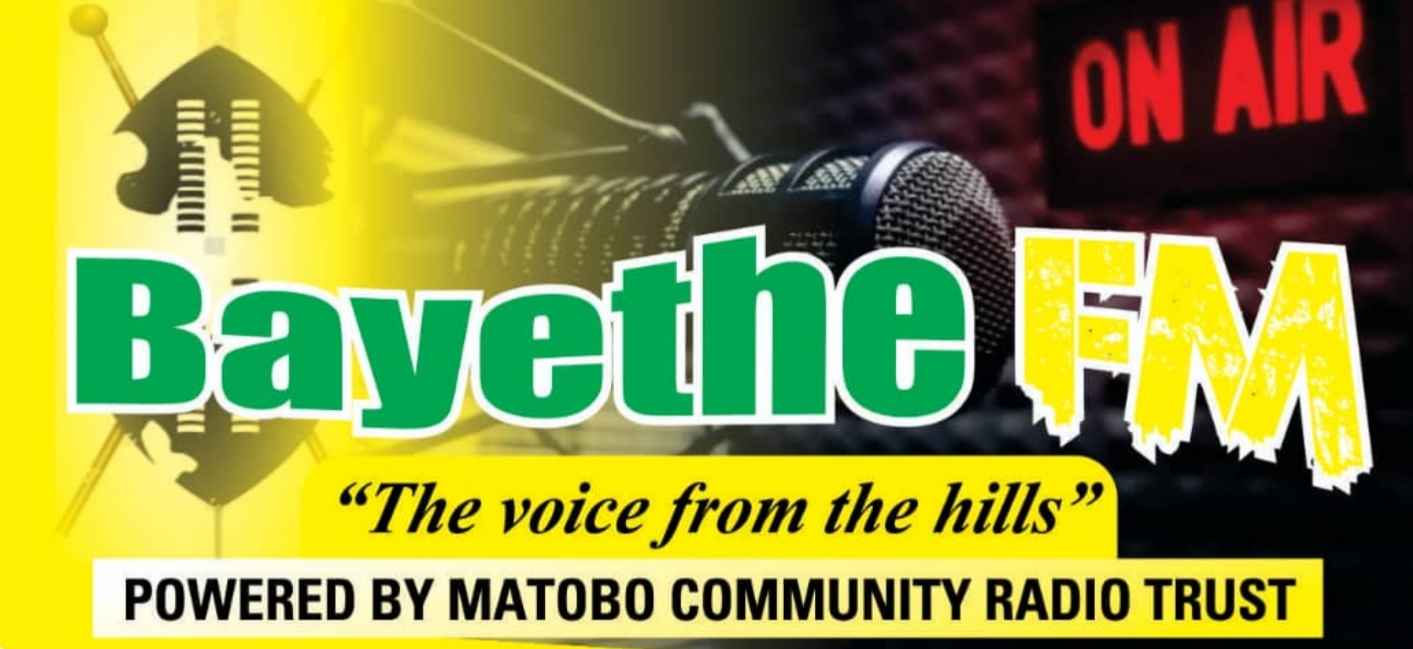 ON AIR
Bayethe FM
“The voice from the hills”
POWERED BY MATOBO COMMUNITY RADIO TRUST